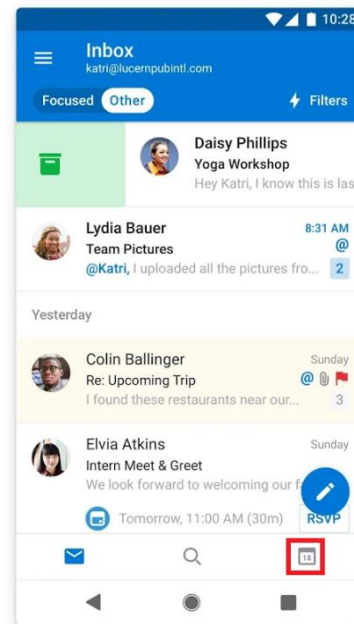 10:28
Inbox
katri@lucernpubintl.com
Focused Other Filters
Daisy Phillips
Yoga Workshop
Hey Katri, I know this is las
Lydia Bauer 8:31 AM
Team Pictures @
@Katri, I uploaded all the pictures fro... 2
Yesterday
Colin Ballinger Sunday
Re: Upcoming Trip @
I found these restaurants near our... 3
Elvia Atkins Sunday
Intern Meet & Greet
We look forward to welcoming our
Tomorrow, 11:00 AM (30m) RSVP
18